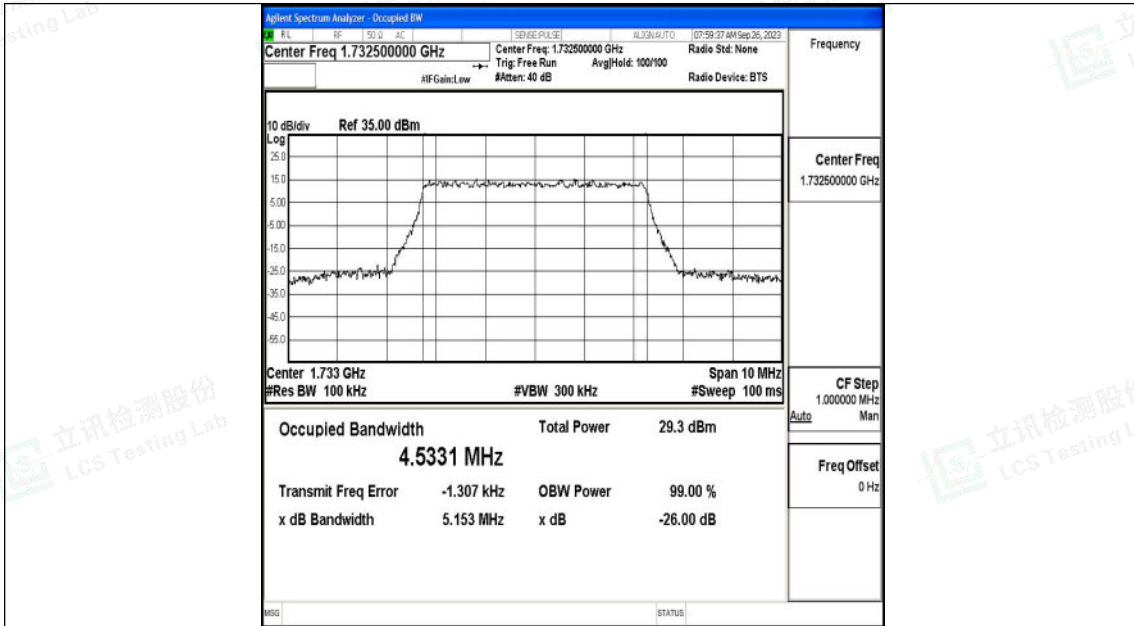 Agilent Spectrum Analyzer - Occupied BW
RL RF 50 Ω AC SENSE:PULSE ALIGNAUTO 07:59:37 AM Sep 26, 2023
Center Freq 1.732500000 GHz
Center Freq: 1.732500000 GHz
Radio Std: None
Trig: Free Run Avg|Hold: 100/100
#IFGain:Low
#Atten: 40 dB
Radio Device: BTS
10 dB/div Ref 35.00 dBm
Log
25.0
15.0
5.00
-5.00
-15.0
-25.0
-35.0
-45.0
-55.0
Center 1.733 GHz Span 10 MHz
#Res BW 100 kHz #VBW 300 kHz #Sweep 100 ms
Occupied Bandwidth Total Power 29.3 dBm
4.5331 MHz
Transmit Freq Error -1.307 kHz OBW Power 99.00 %
x dB Bandwidth 5.153 MHz x dB -26.00 dB
MSG STATUS
Frequency
Center Freq
1.732500000 GHz
CF Step
1.000000 MHz
Auto Man
Freq Offset
0 Hz
立讯检测股份
LCS Testing Lab
立讯检测股份
LCS Testing L
sting Lab